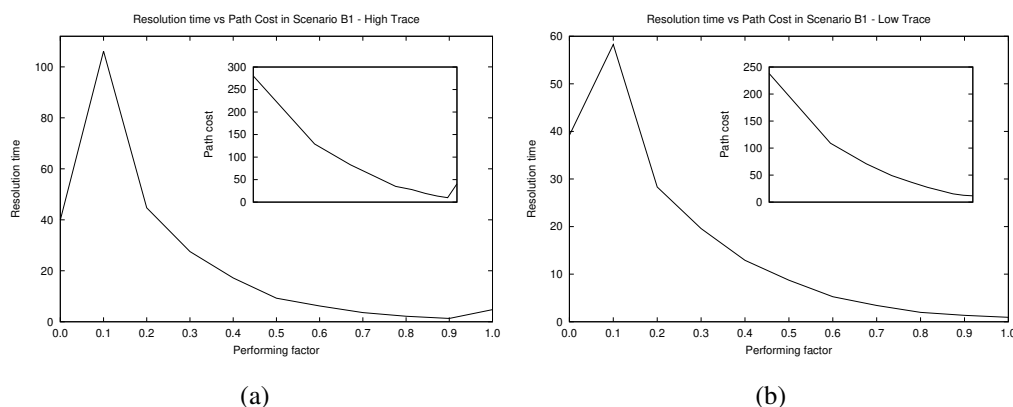 Resolution time vs Path Cost in Scenario B1 - High Trace
100
80
60
40
20
0
Resolution time
0.0 0.1 0.2 0.3 0.4 0.5 0.6 0.7 0.8 0.9 1.0
Performing factor
300
250
200
150
100
50
0
Path cost
(a)
Resolution time vs Path Cost in Scenario B1 - Low Trace
60
50
40
30
20
10
0
Resolution time
0.0 0.1 0.2 0.3 0.4 0.5 0.6 0.7 0.8 0.9 1.0
Performing factor
250
200
150
100
50
0
Path cost
(b)